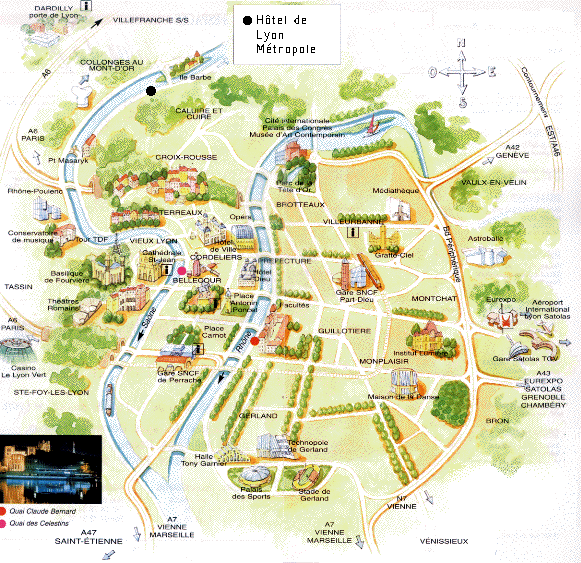 DARDILLY
porte de Lyon
VILLEFRANCHE S/S
Hôtel de
Lyon
Métropole
COLLONGES AU
MONT-D'OR
A6
Ile Barbe
N
O
E
S
Contournement
EST/A46
CALUIRE ET
CUIRE
Cité Internationale
Palais des Congrès
Musée d'Art Contemporain
A6
PARIS
Pt Masaryk
CROIX-ROUSSE
A42
GENÈVE
Parc de la
Tête d'Or
Rhône-Poulenc
VAULX-EN-VELIN
Médiathèque
BROTTEAUX
TERREAUX
Opéra
VILLEURBANNE
Conservatoire
de musique
Tour TDF
VIEUX LYON
Hôtel
de Ville
Bd Périphérique
Astroballe
Cathédrale
St-Jean
CORDELIERS
Gratte-Ciel
PREFECTURE
Basilique
de Fourvière
BELLECOUR
Hôtel
Dieu
TASSIN
Gare SNCF
Part Dieu
Place
Antonin
Poncet
MONTCHAT
Eurexpo
Aéroport
International
Lyon Satolas
Théâtres
Romains
Facultés
Saône
A6
PARIS
Place
Carnot
Rhône
GUILLOTIERE
Institut Lumière
Gare Satolas TGV
MONPLAISIR
Casino
Le Lyon Vert
Gare SNCF
de Perrache
A43
EUREXPO
SATOLAS
GRENOBLE
CHAMBÉRY
STE-FOY-LES-LYON
Maison de la Danse
GERLAND
BRON
Technopole
de Gerland
Halle
Tony Garnier
Palais
des Sports
Stade de
Gerland
N7
VIENNE
Quai Claude Bernard
Quai des Celestins
A47
SAINT-ÉTIENNE
A7
VIENNE
MARSEILLE
A7
VIENNE
MARSEILLE
VÉNISSIEUX